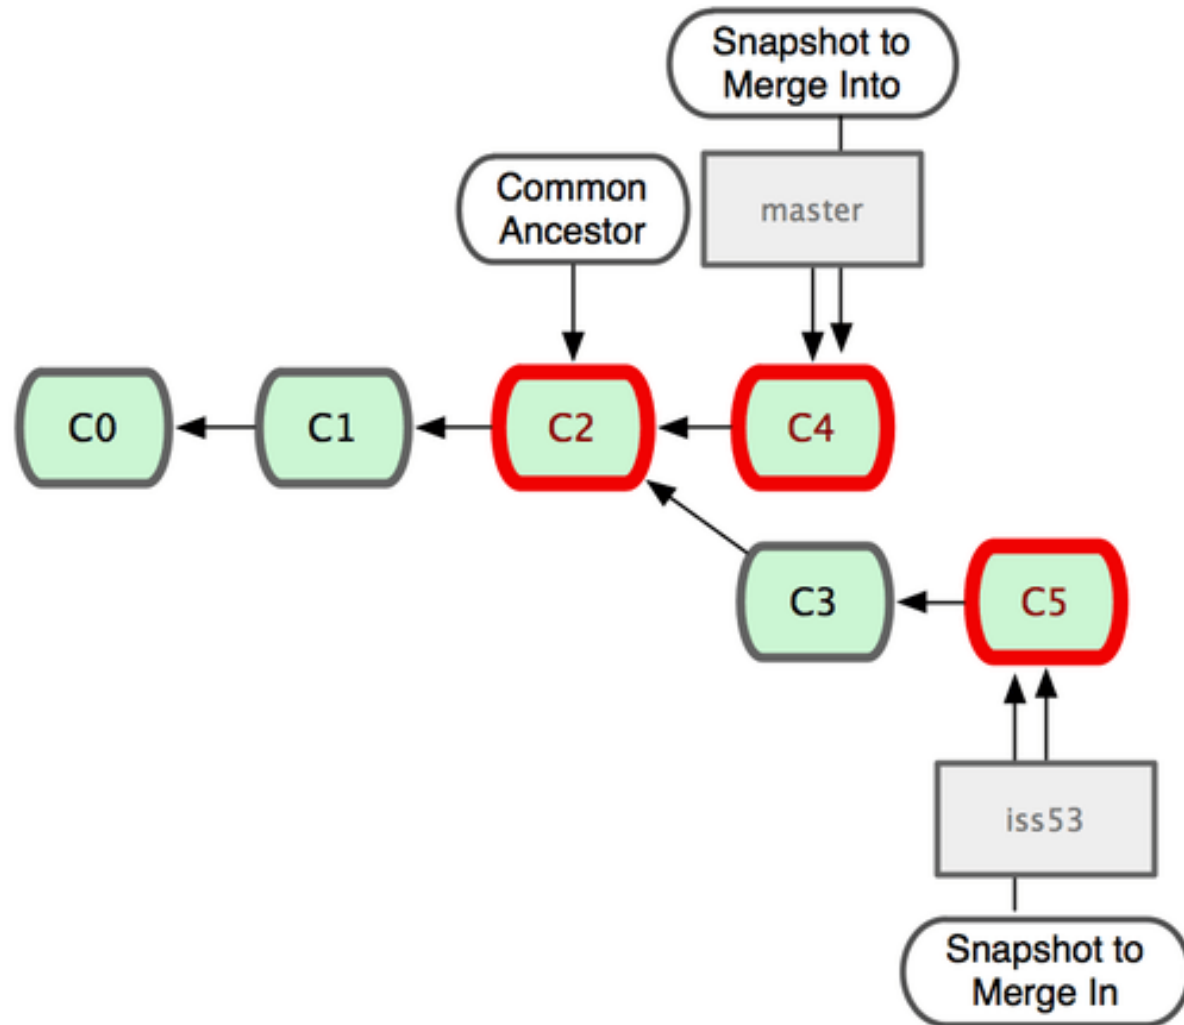 Snapshot to
Merge Into
Common
Ancestor
master
C0
C1
C2
C4
C3
C5
iss53
Snapshot to
Merge In